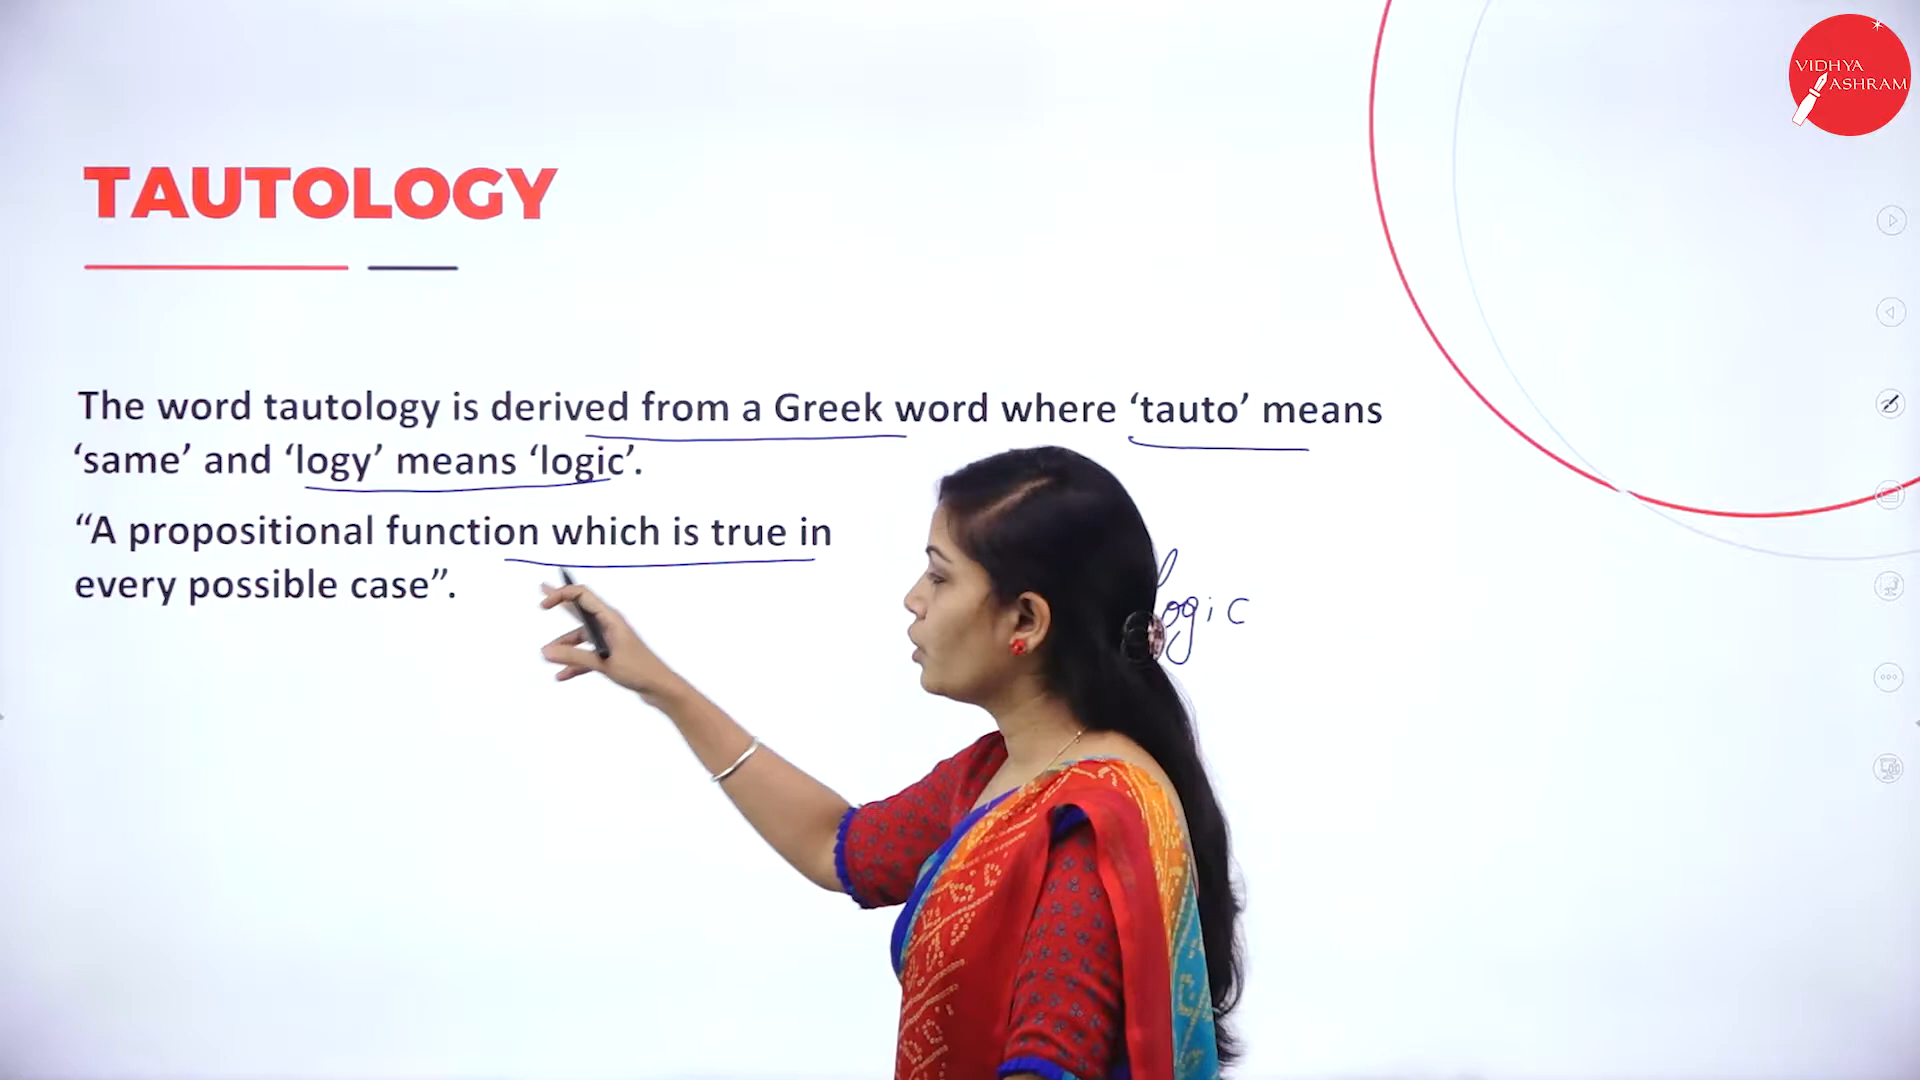 VIDHYA
ASHRAM
TAUTOLOGY
The word tautology is derived from a Greek word where ‘tauto’ means
‘same’ and ‘logy’ means ‘logic’.
“A propositional function which is true in
every possible case”.
logic